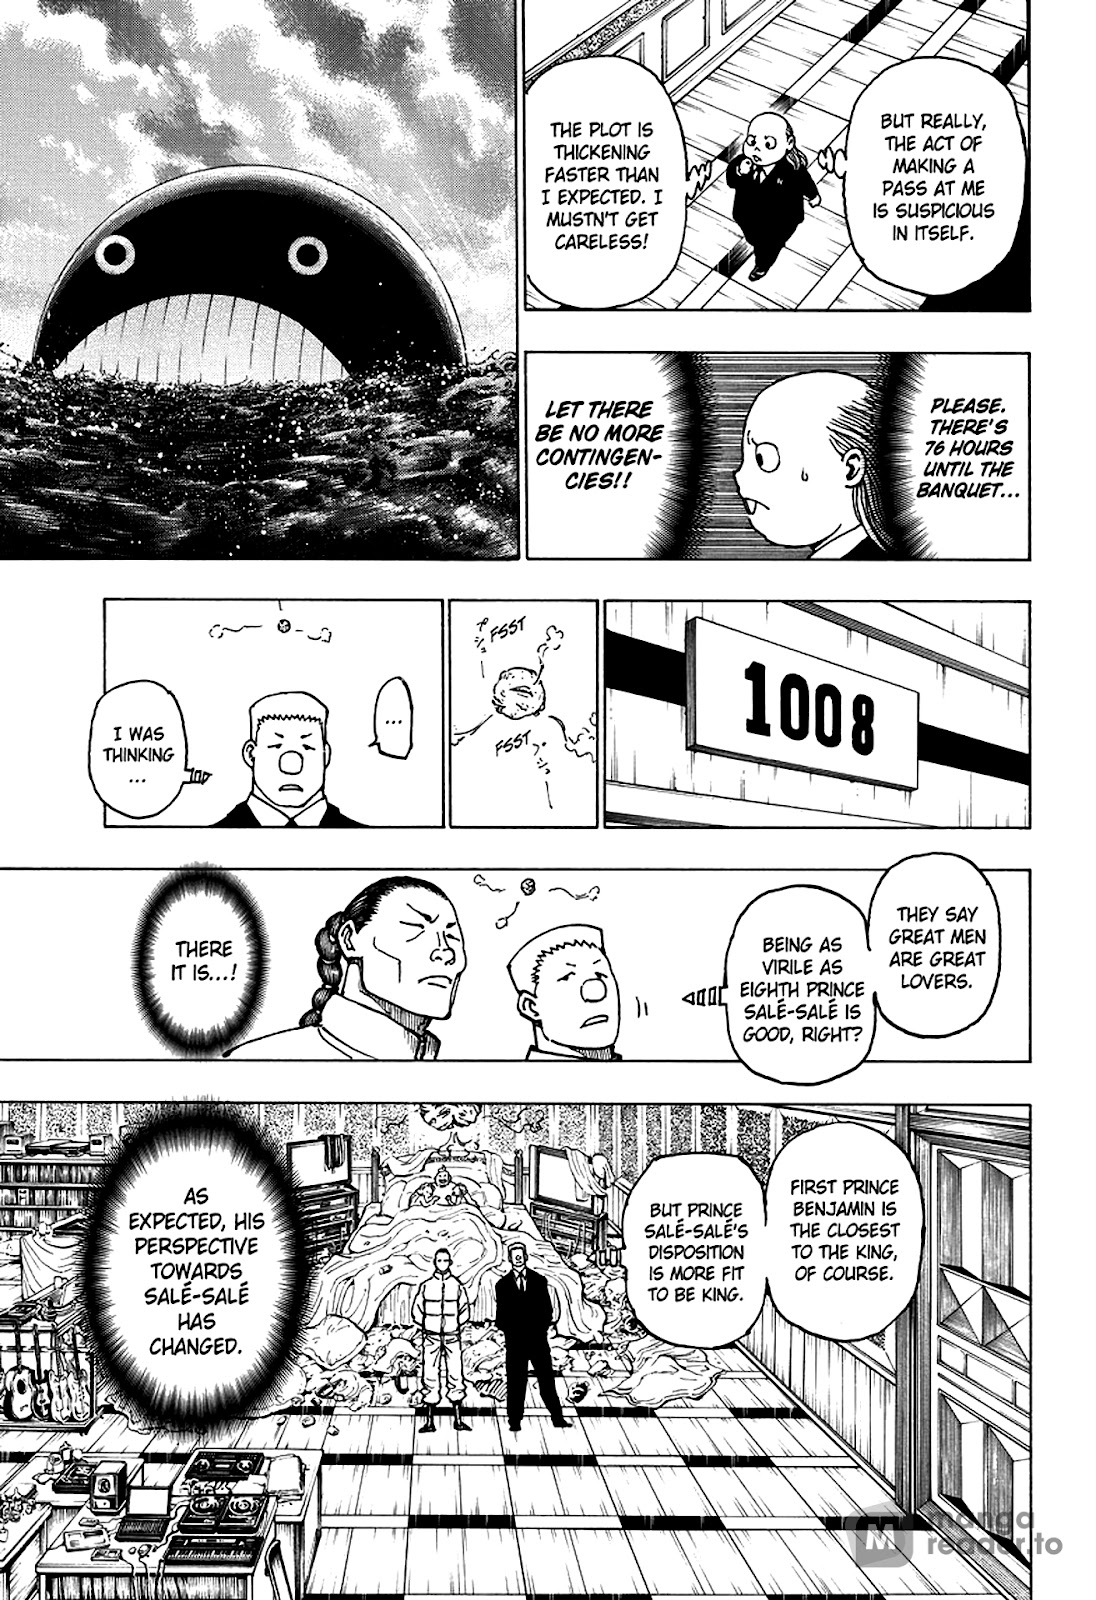 BUT REALLY,
THE ACT OF
MAKING A
PASS AT ME
IS SUSPICIOUS
IN ITSELF.
THE PLOT IS
THICKENING
FASTER THAN
I EXPECTED. I
MUSTN'T GET
CARELESS!
PLEASE.
THERE'S
76 HOURS
UNTIL THE
BANQUET...
LET THERE
BE NO MORE
CONTINGEN-
CIES!!
1008
FSST
FSST
...
I WAS
THINKING
...
THEY SAY
GREAT MEN
ARE GREAT
LOVERS.
BEING AS
VIRILE AS
EIGHTH PRINCE
SALÉ-SALÉ IS
GOOD, RIGHT?
THERE
IT IS...!
FIRST PRINCE
BENJAMIN IS
THE CLOSEST
TO THE KING,
OF COURSE.
BUT PRINCE
SALÉ-SALÉ'S
DISPOSITION
IS MORE FIT
TO BE KING.
AS
EXPECTED, HIS
PERSPECTIVE
TOWARDS
SALÉ-SALÉ
HAS
CHANGED.
manga
reader.to